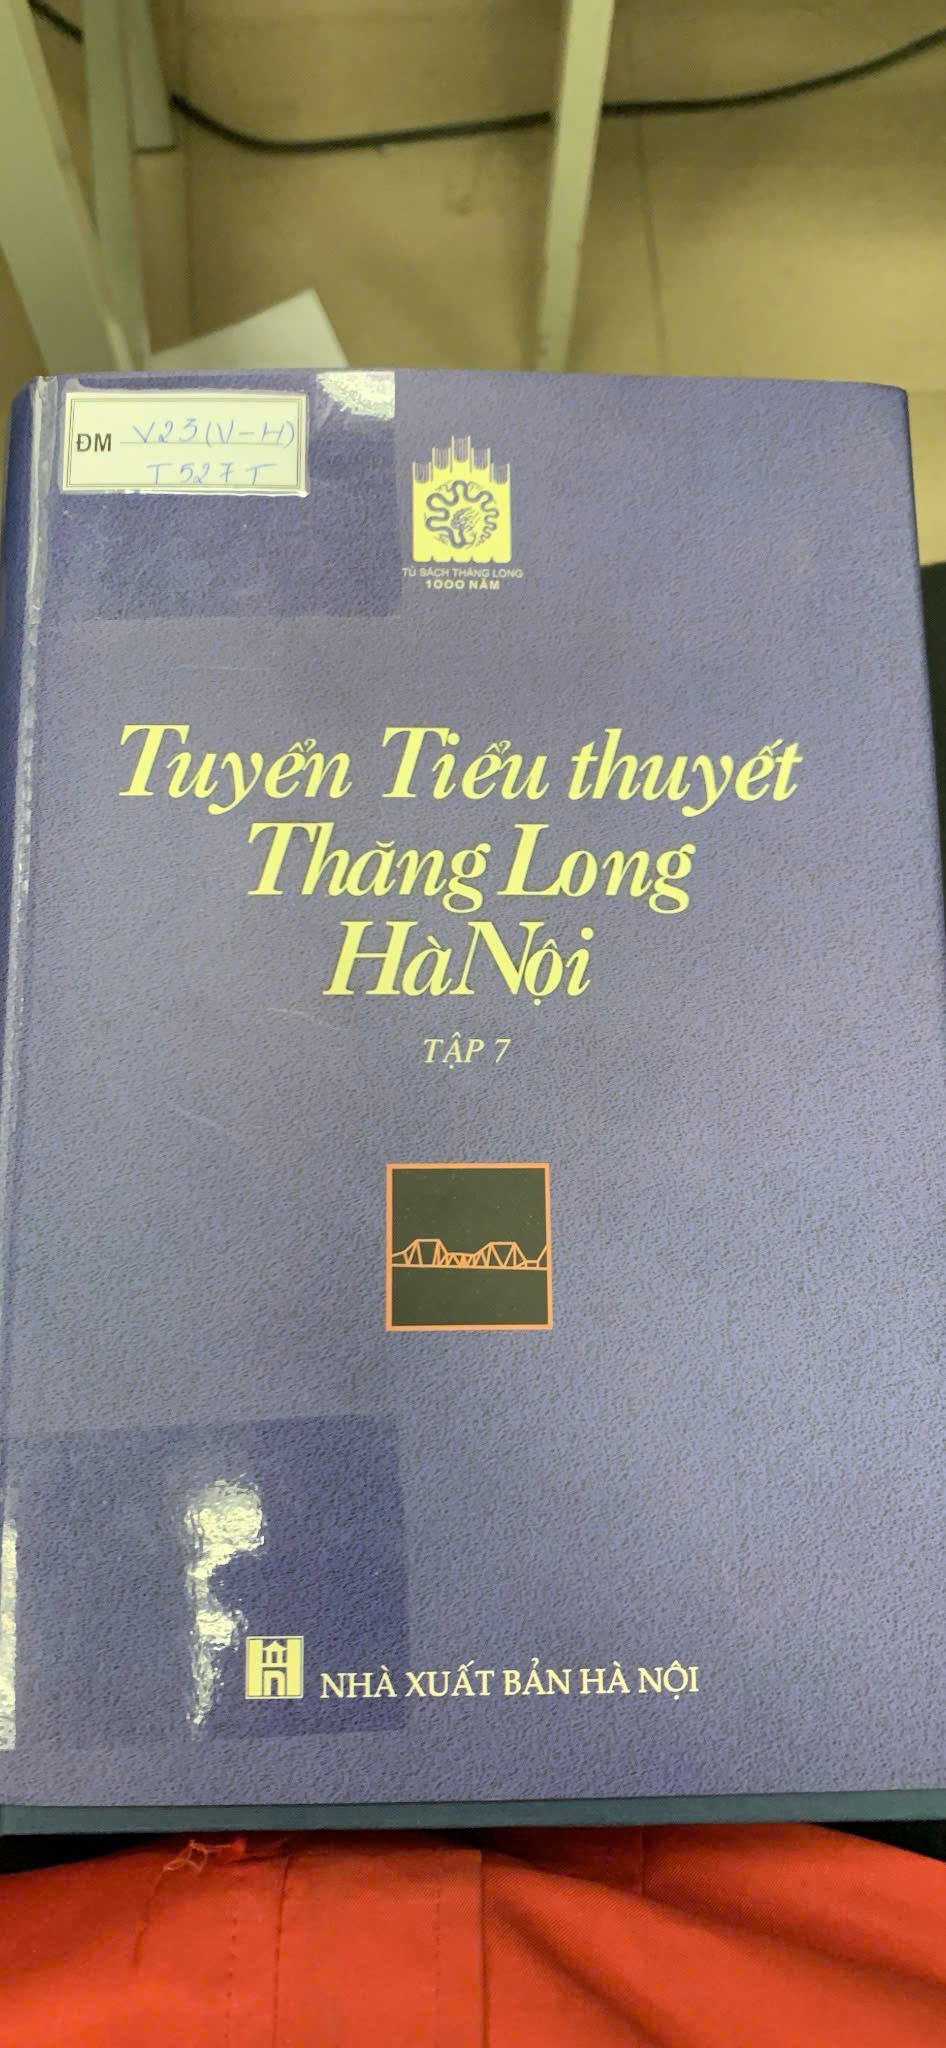 ĐM V23(V-H)
T527T
TỦ SÁCH THĂNG LONG
1000 NĂM
Tuyển Tiểu thuyết
Thăng Long
Hà Nội
TẬP 7
NHÀ XUẤT BẢN HÀ NỘI